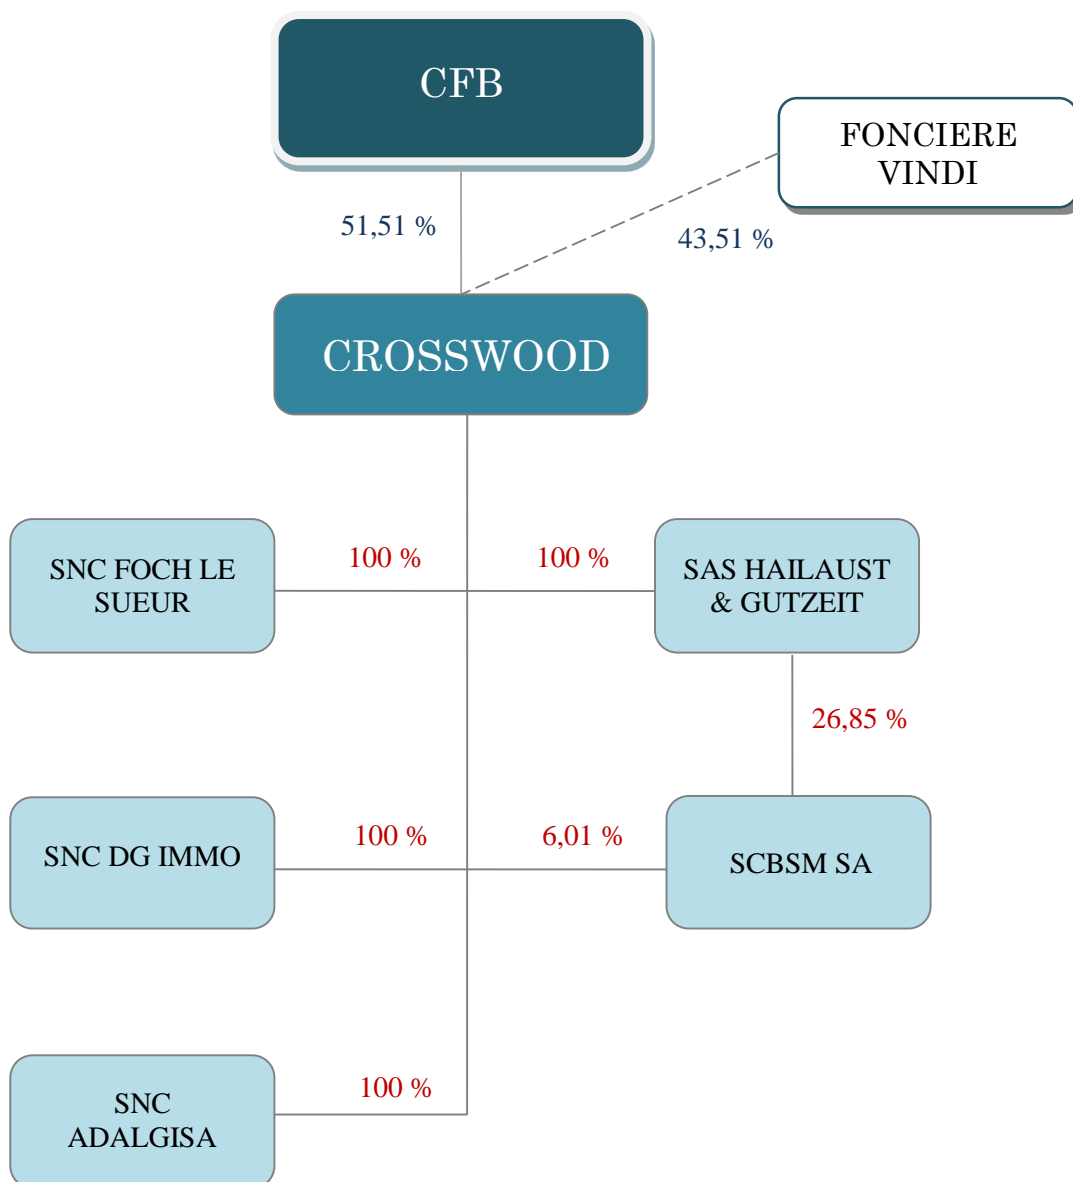 CFB
FONCIERE
VINDI
51,51 %
43,51 %
CROSSWOOD
100 %
100 %
SNC FOCH LE
SUEUR
SAS HAILAUST
& GUTZEIT
26,85 %
100 %
6,01 %
SNC DG IMMO
SCBSM SA
100 %
SNC
ADALGISA